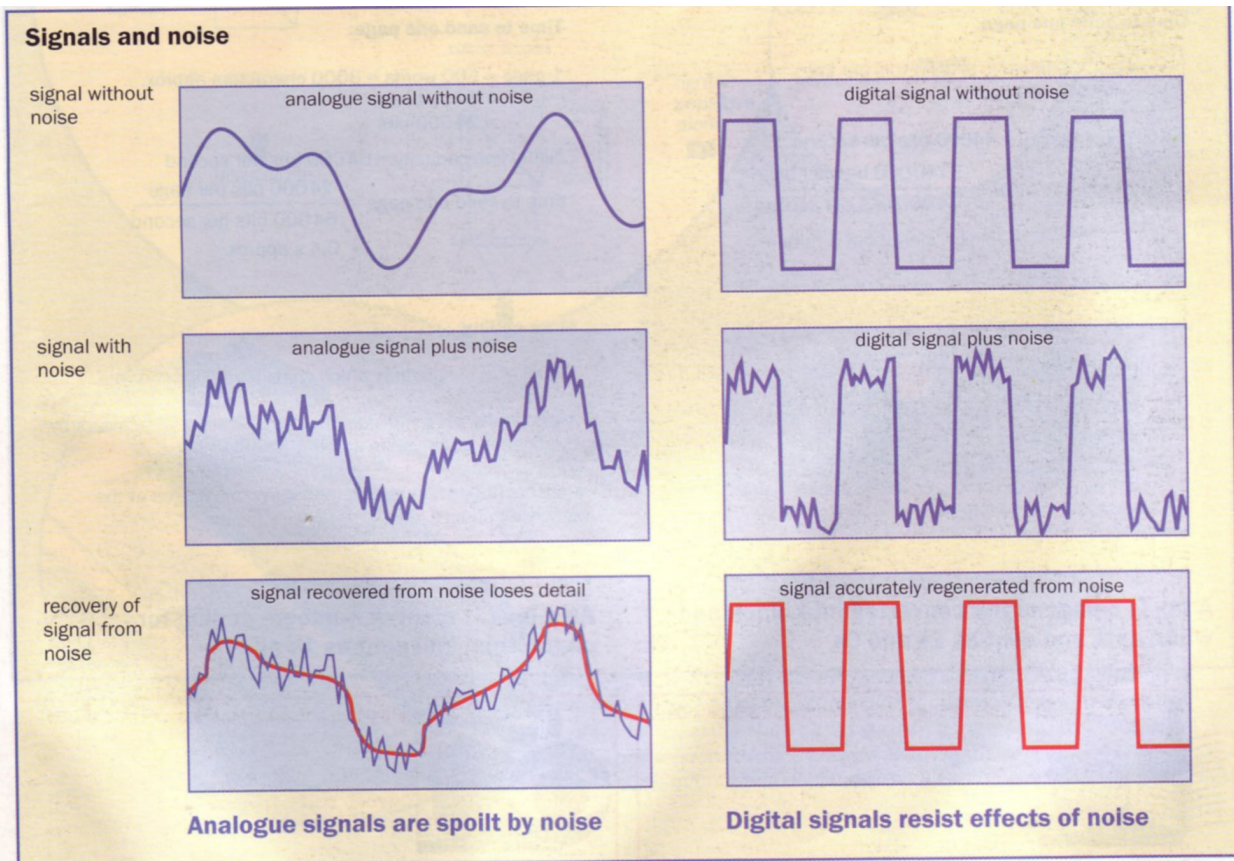 Signals and noise
signal without
noise
analogue signal without noise
digital signal without noise
signal with
noise
analogue signal plus noise
digital signal plus noise
recovery of
signal from
noise
signal recovered from noise loses detail
signal accurately regenerated from noise
Analogue signals are spoilt by noise
Digital signals resist effects of noise